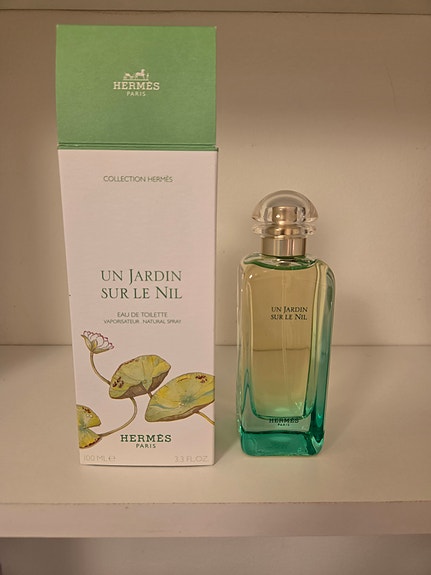 HERMÈS
PARIS
COLLECTION HERMÈS
UN JARDIN
SUR LE NIL
EAU DE TOILETTE
VAPORISATEUR . NATURAL SPRAY
HERMÈS
PARIS
100 ML ℮
3.3 FL.OZ
UN JARDIN
SUR LE NIL
HERMÈS
PARIS